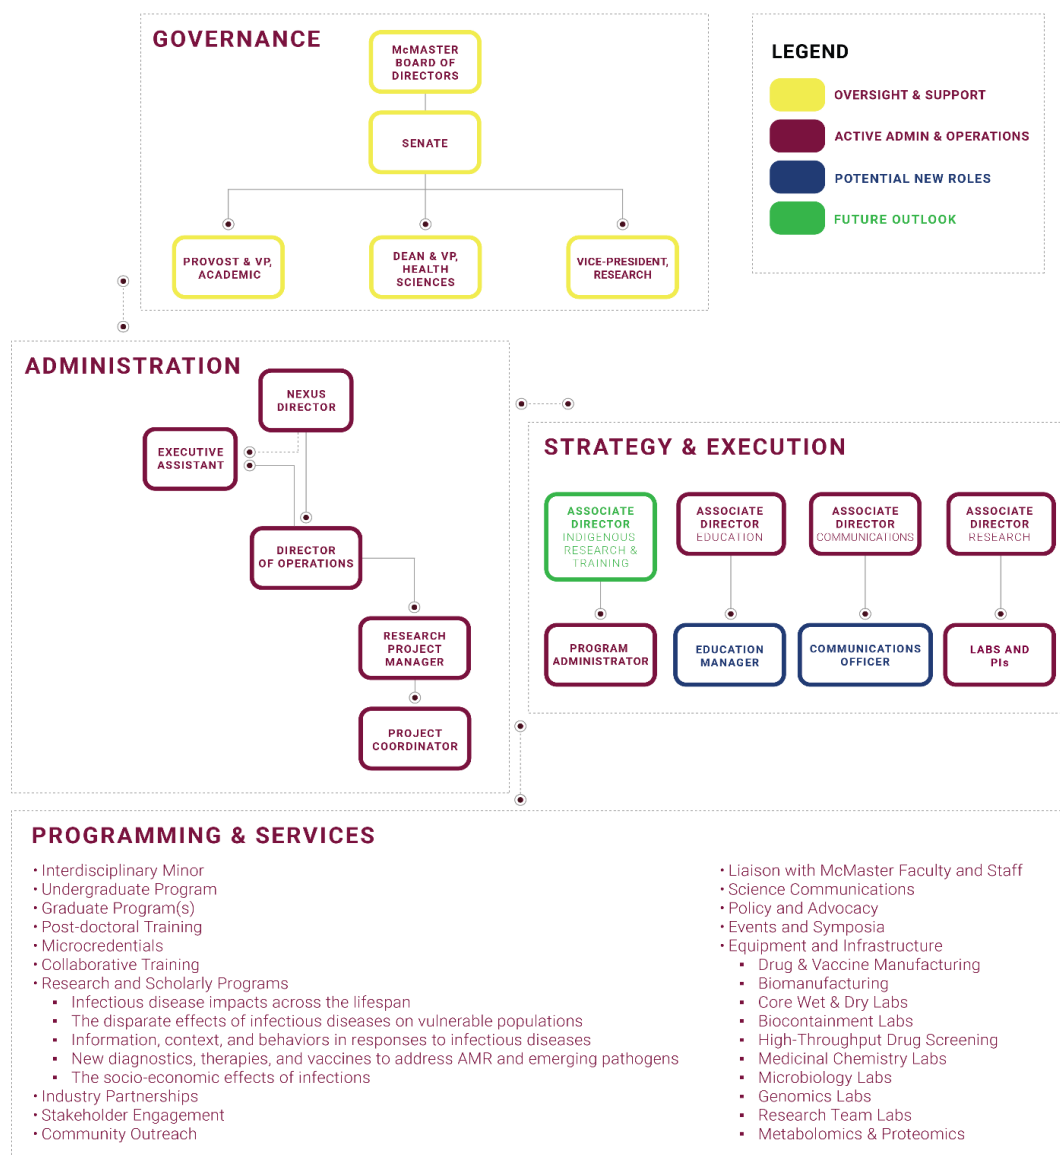 GOVERNANCE
McMASTER
BOARD OF
DIRECTORS
SENATE
PROVOST & VP,
ACADEMIC
DEAN & VP,
HEALTH
SCIENCES
VICE-PRESIDENT,
RESEARCH
LEGEND
OVERSIGHT & SUPPORT
ACTIVE ADMIN & OPERATIONS
POTENTIAL NEW ROLES
FUTURE OUTLOOK
ADMINISTRATION
NEXUS
DIRECTOR
EXECUTIVE
ASSISTANT
DIRECTOR
OF OPERATIONS
RESEARCH
PROJECT
MANAGER
PROJECT
COORDINATOR
STRATEGY & EXECUTION
ASSOCIATE
DIRECTOR
INDIGENOUS
RESEARCH &
TRAINING
ASSOCIATE
DIRECTOR
EDUCATION
ASSOCIATE
DIRECTOR
COMMUNICATIONS
ASSOCIATE
DIRECTOR
RESEARCH
PROGRAM
ADMINISTRATOR
EDUCATION
MANAGER
COMMUNICATIONS
OFFICER
LABS AND
PIs
PROGRAMMING & SERVICES
• Interdisciplinary Minor
• Undergraduate Program
• Graduate Program(s)
• Post-doctoral Training
• Microcredentials
• Collaborative Training
• Research and Scholarly Programs
▪ Infectious disease impacts across the lifespan
▪ The disparate effects of infectious diseases on vulnerable populations
▪ Information, context, and behaviors in responses to infectious diseases
▪ New diagnostics, therapies, and vaccines to address AMR and emerging pathogens
▪ The socio-economic effects of infections
• Industry Partnerships
• Stakeholder Engagement
• Community Outreach
• Liaison with McMaster Faculty and Staff
• Science Communications
• Policy and Advocacy
• Events and Symposia
• Equipment and Infrastructure
▪ Drug & Vaccine Manufacturing
▪ Biomanufacturing
▪ Core Wet & Dry Labs
▪ Biocontainment Labs
▪ High-Throughput Drug Screening
▪ Medicinal Chemistry Labs
▪ Microbiology Labs
▪ Genomics Labs
▪ Research Team Labs
▪ Metabolomics & Proteomics